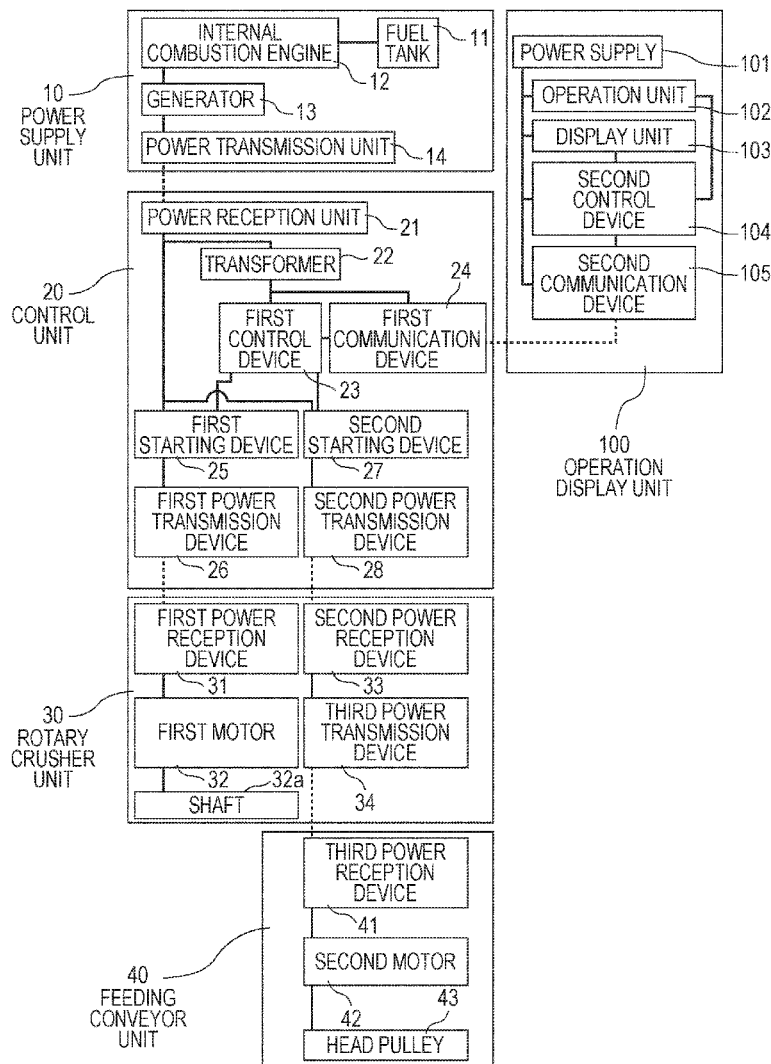 INTERNAL
COMBUSTION ENGINE
12
FUEL
TANK
11
10
POWER
SUPPLY
UNIT
GENERATOR
13
POWER TRANSMISSION UNIT
14
POWER SUPPLY
101
OPERATION UNIT
102
DISPLAY UNIT
103
SECOND
CONTROL
DEVICE
104
SECOND
COMMUNICATION
DEVICE
105
100
OPERATION
DISPLAY UNIT
POWER RECEPTION UNIT
21
TRANSFORMER
22
20
CONTROL
UNIT
FIRST
CONTROL
DEVICE
23
24
FIRST
COMMUNICATION
DEVICE
FIRST
STARTING DEVICE
25
SECOND
STARTING DEVICE
27
FIRST POWER
TRANSMISSION
DEVICE
26
SECOND POWER
TRANSMISSION
DEVICE
28
FIRST POWER
RECEPTION
DEVICE
31
SECOND POWER
RECEPTION
DEVICE
33
30
ROTARY
CRUSHER
UNIT
FIRST MOTOR
32
THIRD POWER
TRANSMISSION
DEVICE
34
32a
SHAFT
THIRD POWER
RECEPTION
DEVICE
41
SECOND MOTOR
42
43
HEAD PULLEY
40
FEEDING
CONVEYOR
UNIT